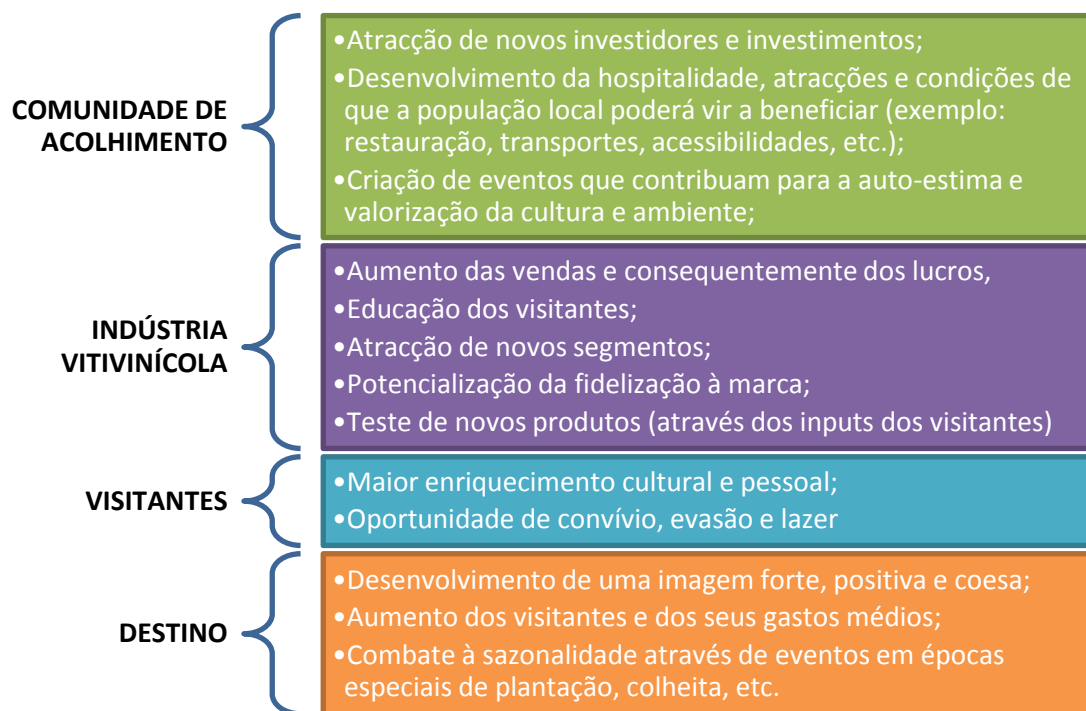 COMUNIDADE DE
ACOLHIMENTO
•Atracção de novos investidores e investimentos;
•Desenvolvimento da hospitalidade, atracções e condições de
que a população local poderá vir a beneficiar (exemplo:
restauração, transportes, acessibilidades, etc.);
•Criação de eventos que contribuam para a auto-estima e
valorização da cultura e ambiente;
INDÚSTRIA
VITIVINÍCOLA
•Aumento das vendas e consequentemente dos lucros,
•Educação dos visitantes;
•Atracção de novos segmentos;
•Potencialização da fidelização à marca;
•Teste de novos produtos (através dos inputs dos visitantes)
VISITANTES
•Maior enriquecimento cultural e pessoal;
•Oportunidade de convívio, evasão e lazer
DESTINO
•Desenvolvimento de uma imagem forte, positiva e coesa;
•Aumento dos visitantes e dos seus gastos médios;
•Combate à sazonalidade através de eventos em épocas
especiais de plantação, colheita, etc.